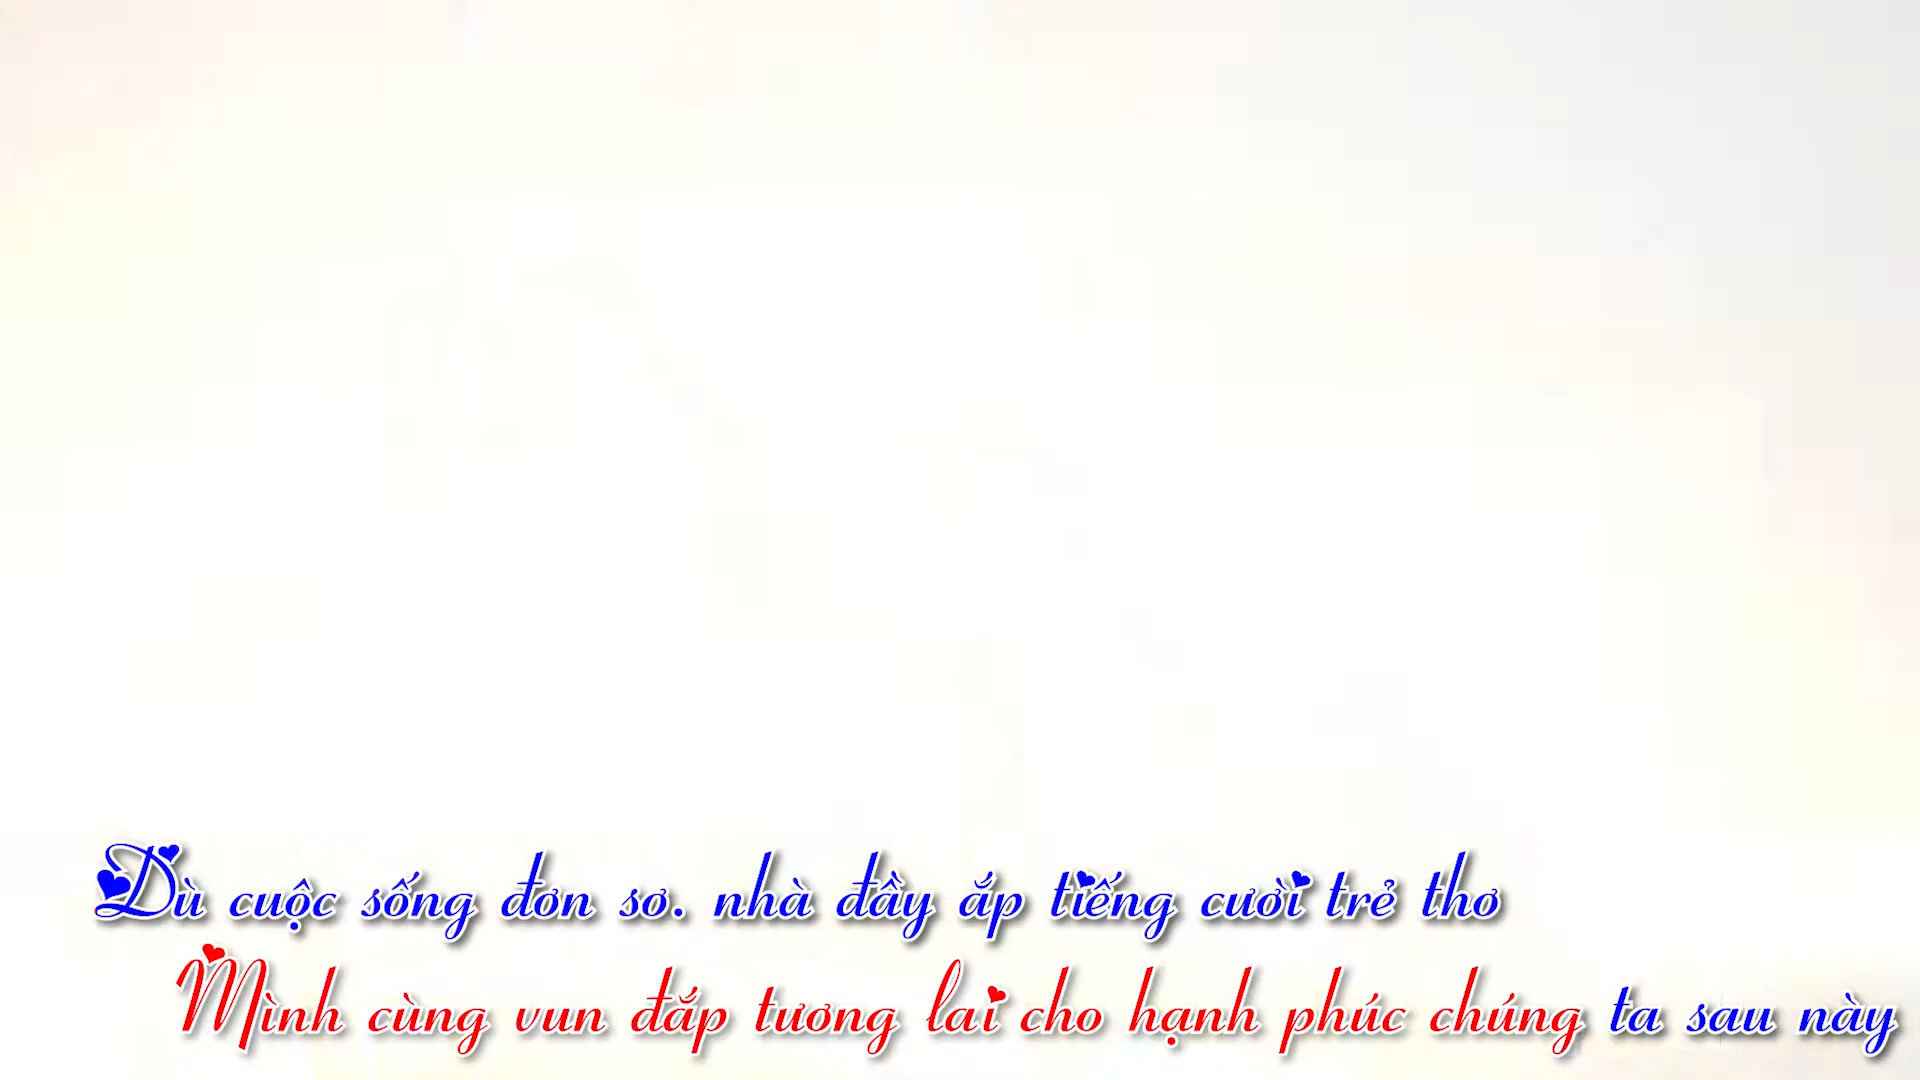 Dù cuộc sống đơn sơ. nhà đầy ắp tiếng cười trẻ thơ
Mình cùng vun đắp tương lai cho hạnh phúc chúng ta sau này